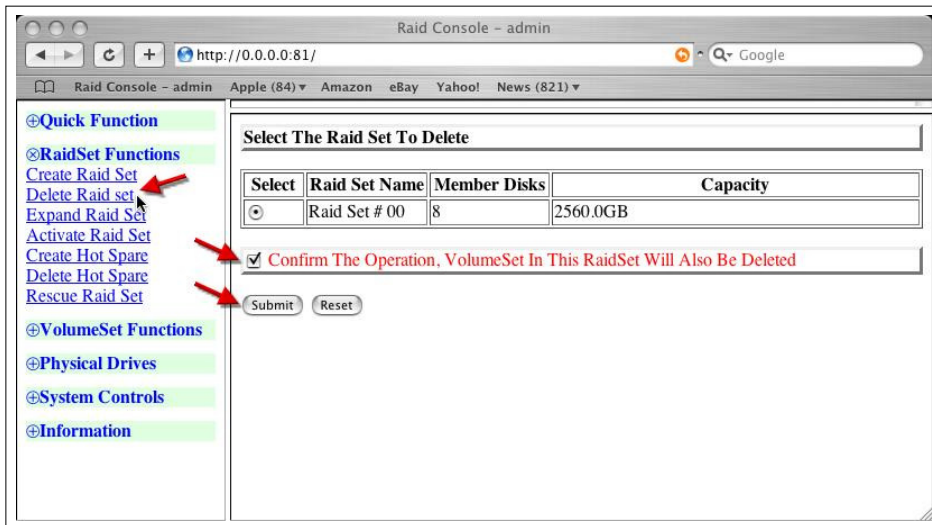 Raid Console - admin
http://0.0.0.0:81/
Google
Raid Console - admin Apple (84) Amazon eBay Yahoo! News (821)
Quick Function
RaidSet Functions
Create Raid Set
Delete Raid set
Expand Raid Set
Activate Raid Set
Create Hot Spare
Delete Hot Spare
Rescue Raid Set
VolumeSet Functions
Physical Drives
System Controls
Information
Select The Raid Set To Delete
Select Raid Set Name Member Disks Capacity
Raid Set # 00 8 2560.0GB
Confirm The Operation, VolumeSet In This RaidSet Will Also Be Deleted
Submit Reset